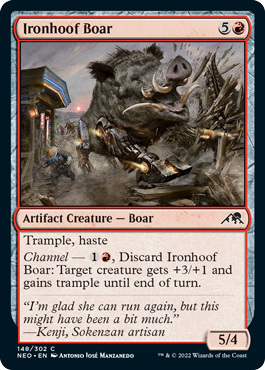 Ironhoof Boar 5
Artifact Creature — Boar
Trample, haste
Channel — 1, Discard Ironhoof
Boar: Target creature gets +3/+1 and
gains trample until end of turn.
“I’m glad she can run again, but this
might have been a bit much.”
—Kenji, Sokenzan artisan
5/4
148/302 C
NEO • EN Antonio José Manzanedo
™ & © 2022 Wizards of the Coast